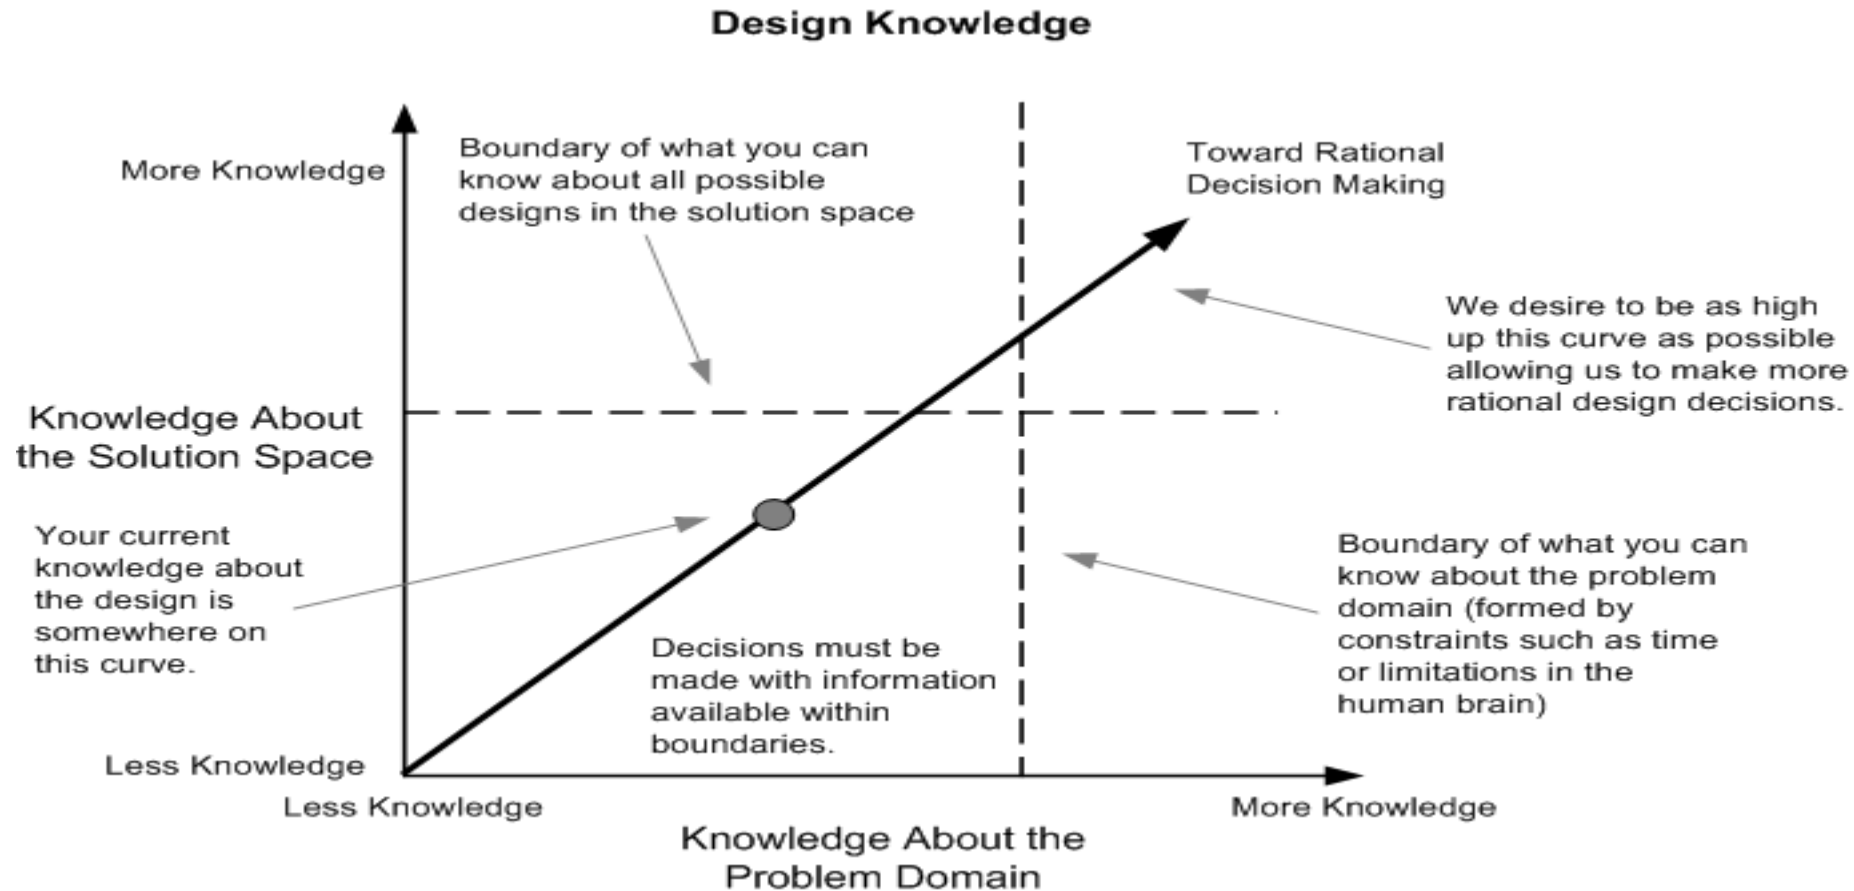 Design Knowledge
More Knowledge
Boundary of what you can
know about all possible
designs in the solution space
Toward Rational
Decision Making
We desire to be as high
up this curve as possible
allowing us to make more
rational design decisions.
Knowledge About
the Solution Space
Your current
knowledge about
the design is
somewhere on
this curve.
Boundary of what you can
know about the problem
domain (formed by
constraints such as time
or limitations in the
human brain)
Decisions must be
made with information
available within
boundaries.
Less Knowledge
Less Knowledge
More Knowledge
Knowledge About the
Problem Domain